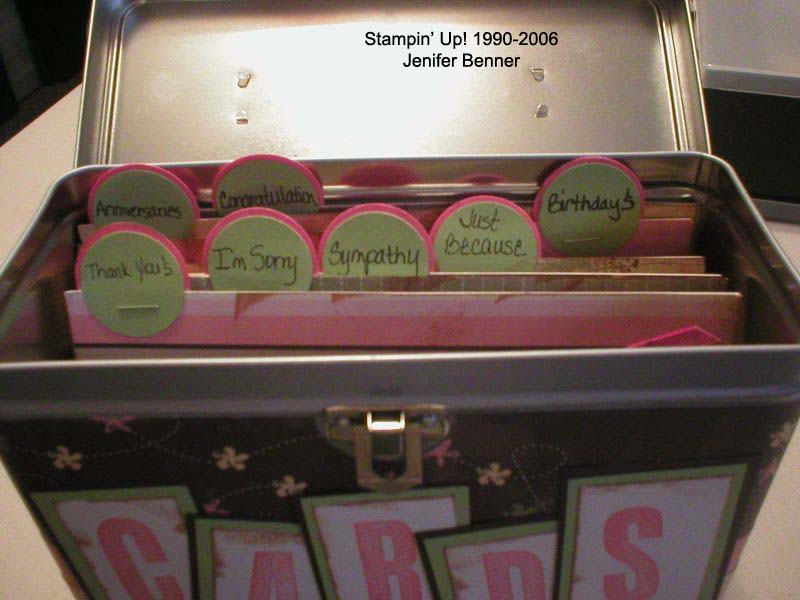 Stampin' Up! 1990-2006
Jenifer Benner
Anniversaries
Congratulation
Birthday's
Thank You's
I'm Sorry
Sympathy
Just
Because
CARDS